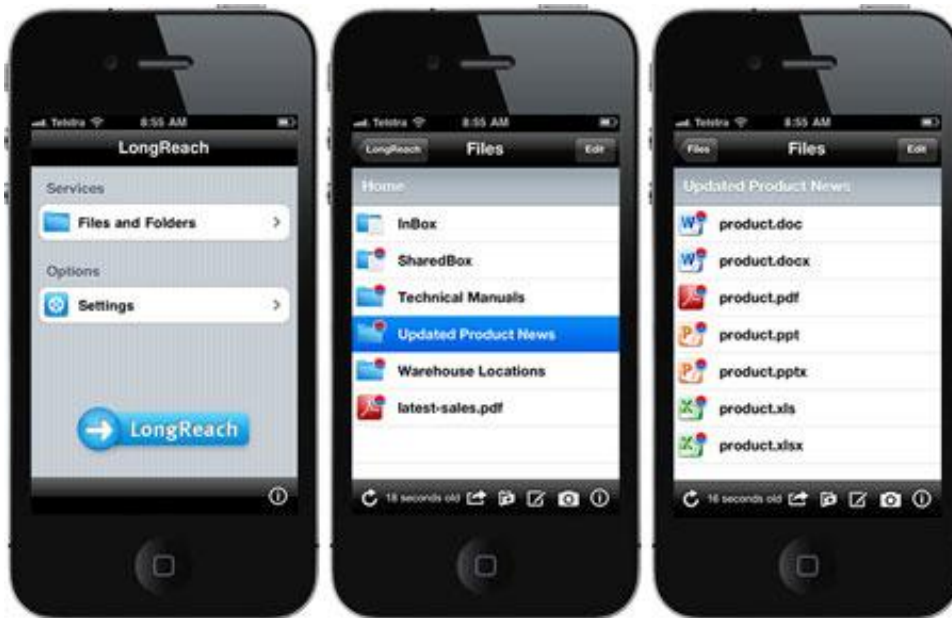 Telstra 8:55 AM
LongReach
Services
Files and Folders
Options
Settings
LongReach
Telstra 8:55 AM
LongReach Files Edit
Home
InBox
SharedBox
Technical Manuals
Updated Product News
Warehouse Locations
latest-sales.pdf
18 seconds old
Telstra 8:55 AM
Files Files Edit
Updated Product News
product.doc
product.docx
product.pdf
product.ppt
product.pptx
product.xls
product.xlsx
16 seconds old